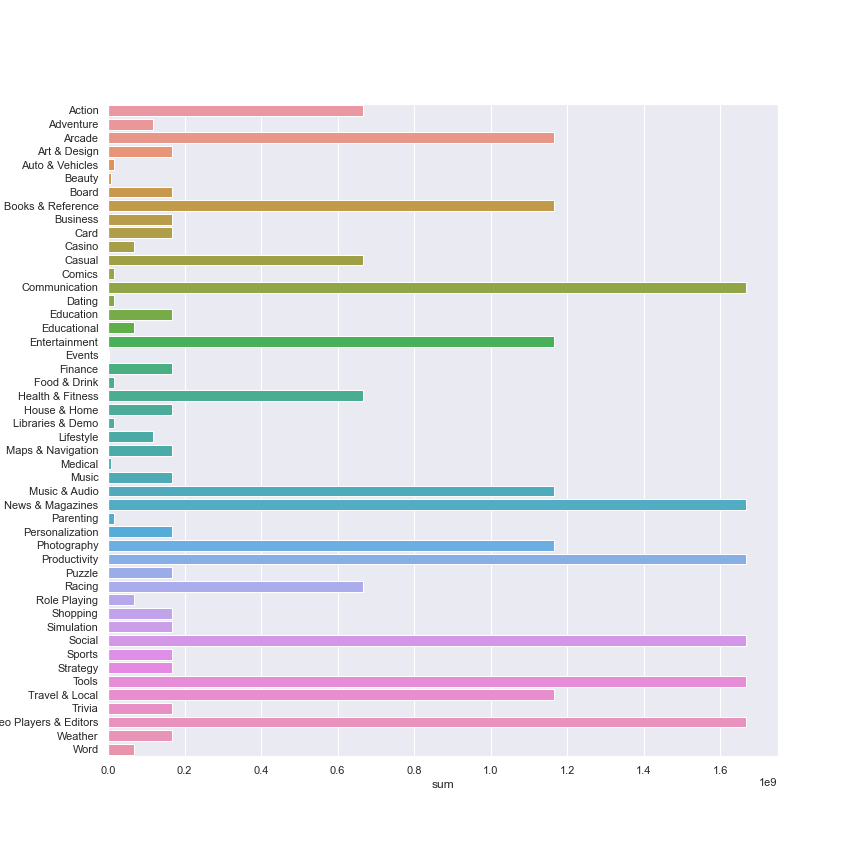 Action
Adventure
Arcade
Art & Design
Auto & Vehicles
Beauty
Board
Books & Reference
Business
Card
Casino
Casual
Comics
Communication
Dating
Education
Educational
Entertainment
Events
Finance
Food & Drink
Health & Fitness
House & Home
Libraries & Demo
Lifestyle
Maps & Navigation
Medical
Music
Music & Audio
News & Magazines
Parenting
Personalization
Photography
Productivity
Puzzle
Racing
Role Playing
Shopping
Simulation
Social
Sports
Strategy
Tools
Travel & Local
Trivia
eo Players & Editors
Weather
Word
0.0 0.2 0.4 0.6 0.8 1.0 1.2 1.4 1.6
1e9
sum